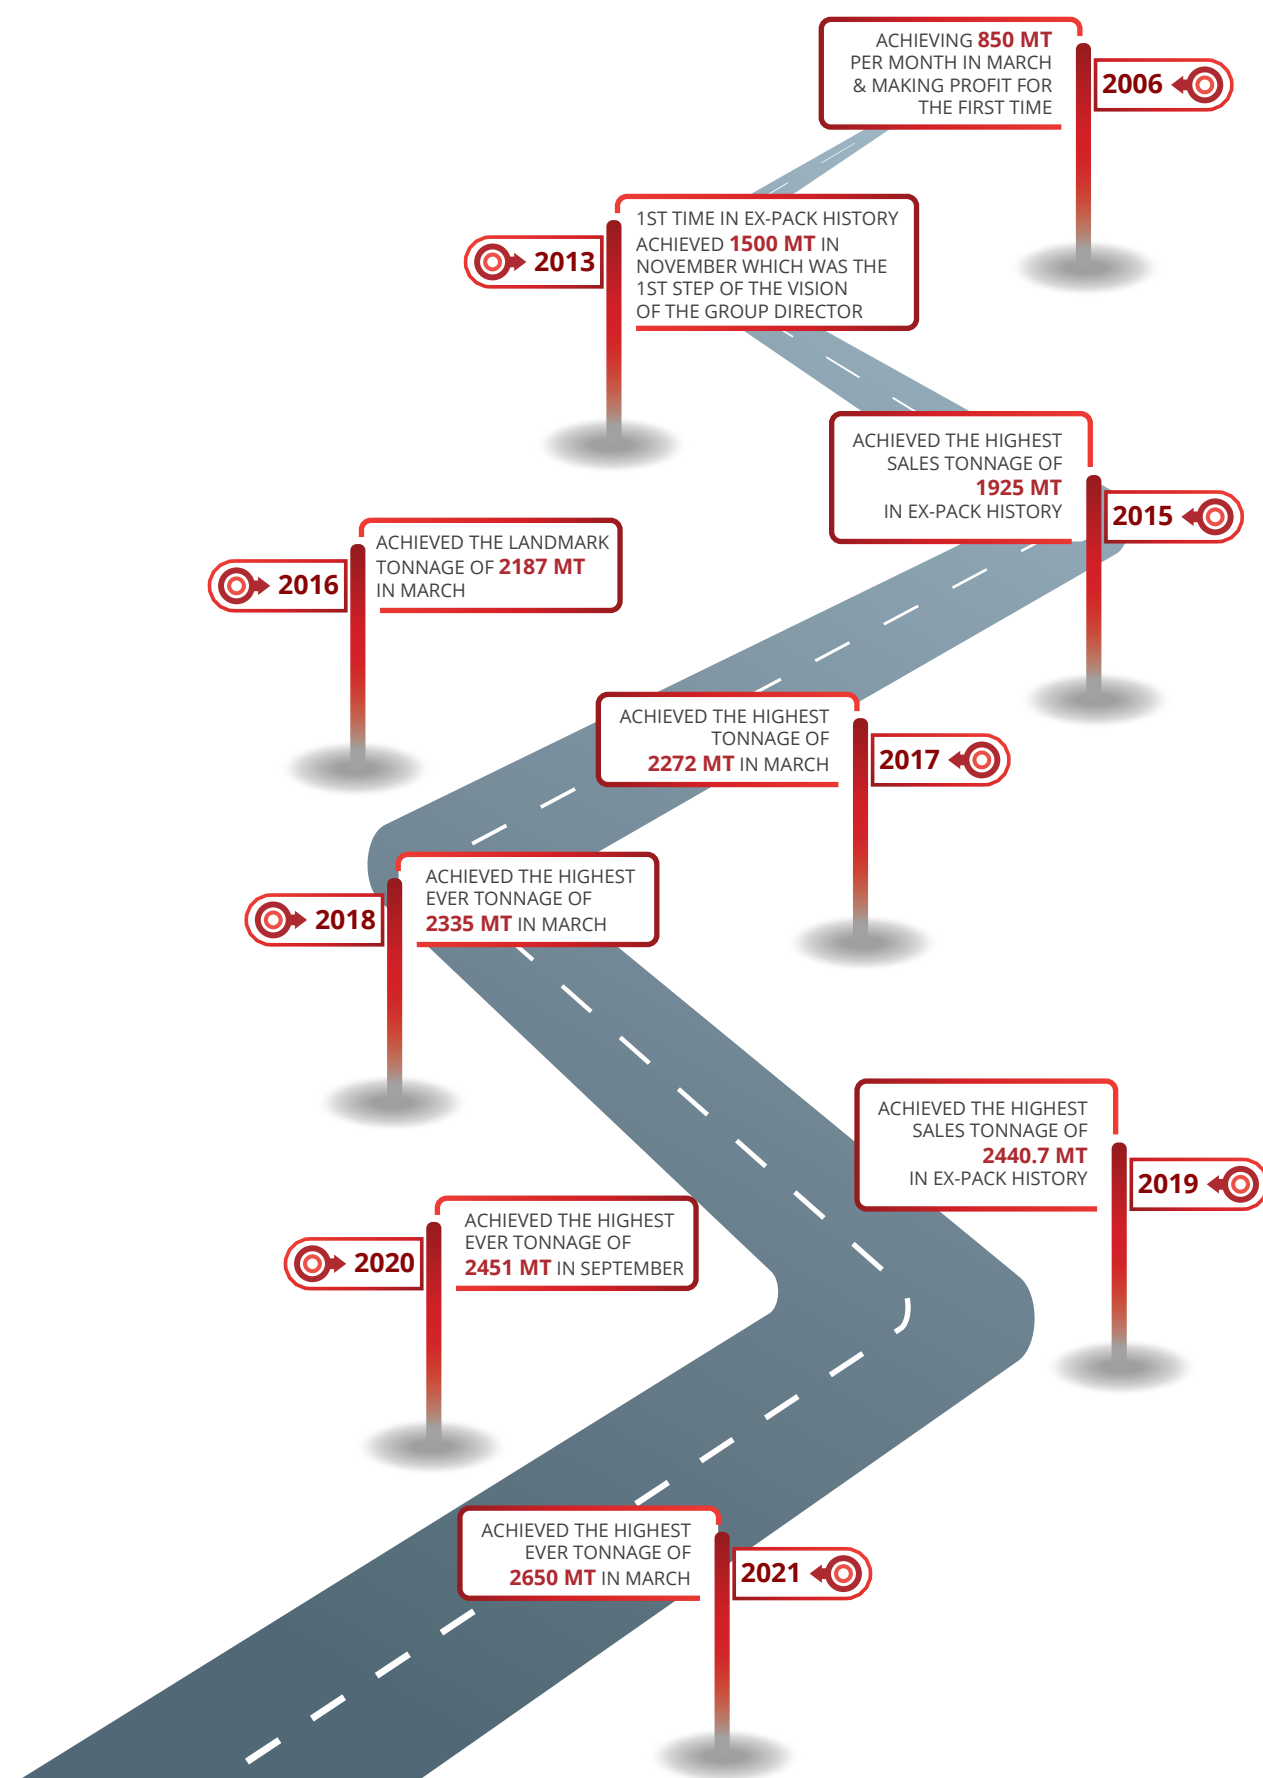 ACHIEVING 850 MT
PER MONTH IN MARCH
& MAKING PROFIT FOR
THE FIRST TIME
2006
2013
1ST TIME IN EX-PACK HISTORY
ACHIEVED 1500 MT IN
NOVEMBER WHICH WAS THE
1ST STEP OF THE VISION
OF THE GROUP DIRECTOR
ACHIEVED THE HIGHEST
SALES TONNAGE OF
1925 MT
IN EX-PACK HISTORY
2015
2016
ACHIEVED THE LANDMARK
TONNAGE OF 2187 MT
IN MARCH
ACHIEVED THE HIGHEST
TONNAGE OF
2272 MT IN MARCH
2017
2018
ACHIEVED THE HIGHEST
EVER TONNAGE OF
2335 MT IN MARCH
ACHIEVED THE HIGHEST
SALES TONNAGE OF
2440.7 MT
IN EX-PACK HISTORY
2019
2020
ACHIEVED THE HIGHEST
EVER TONNAGE OF
2451 MT IN SEPTEMBER
ACHIEVED THE HIGHEST
EVER TONNAGE OF
2650 MT IN MARCH
2021